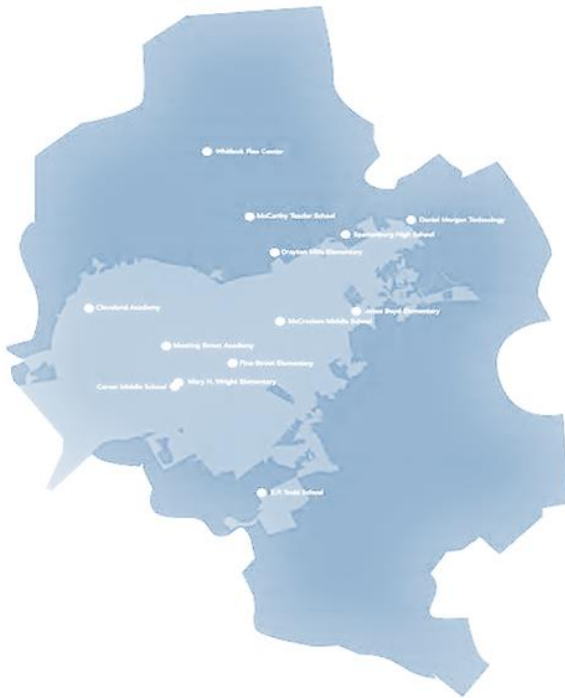 Whitlock Flex Center
McCarthy Teszler School
Daniel Morgan Technology
Spartanburg High School
Drayton Mills Elementary
Cleveland Academy
Jesse Boyd Elementary
McCracken Middle School
Meeting Street Academy
Pine Street Elementary
Mary H. Wright Elementary
Carver Middle School
E.P. Todd School